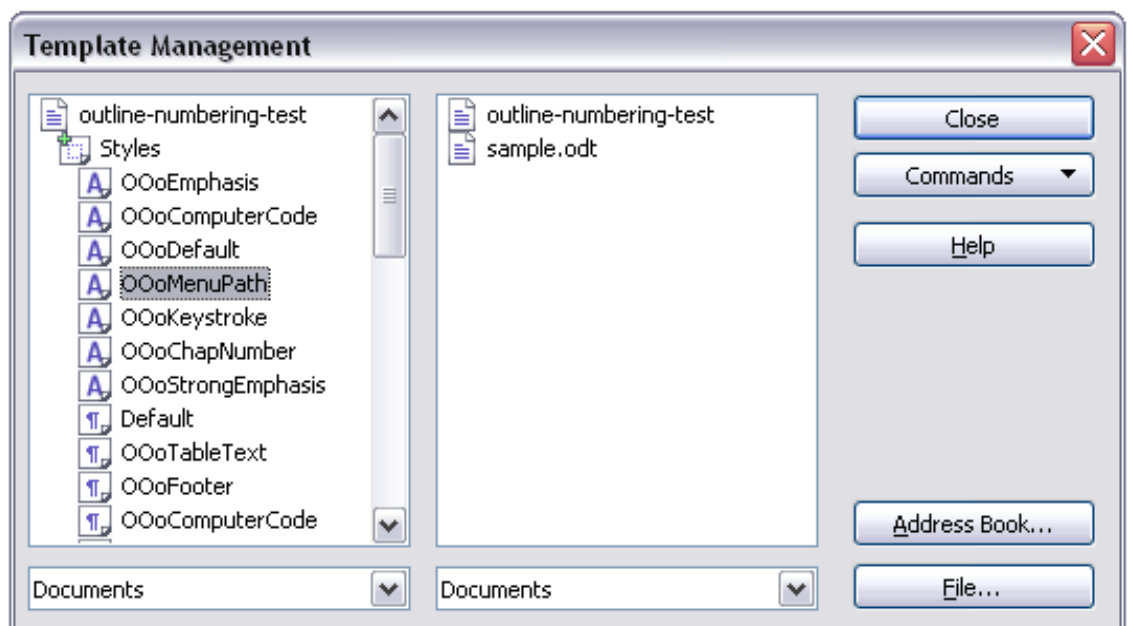 Template Management
outline-numbering-test
Styles
OOoEmphasis
OOoComputerCode
OOoDefault
OOoMenuPath
OOoKeystroke
OOoChapNumber
OOoStrongEmphasis
Default
OOoTableText
OOoFooter
OOoComputerCode
Documents
outline-numbering-test
sample.odt
Documents
Close
Commands
Help
Address Book...
File...